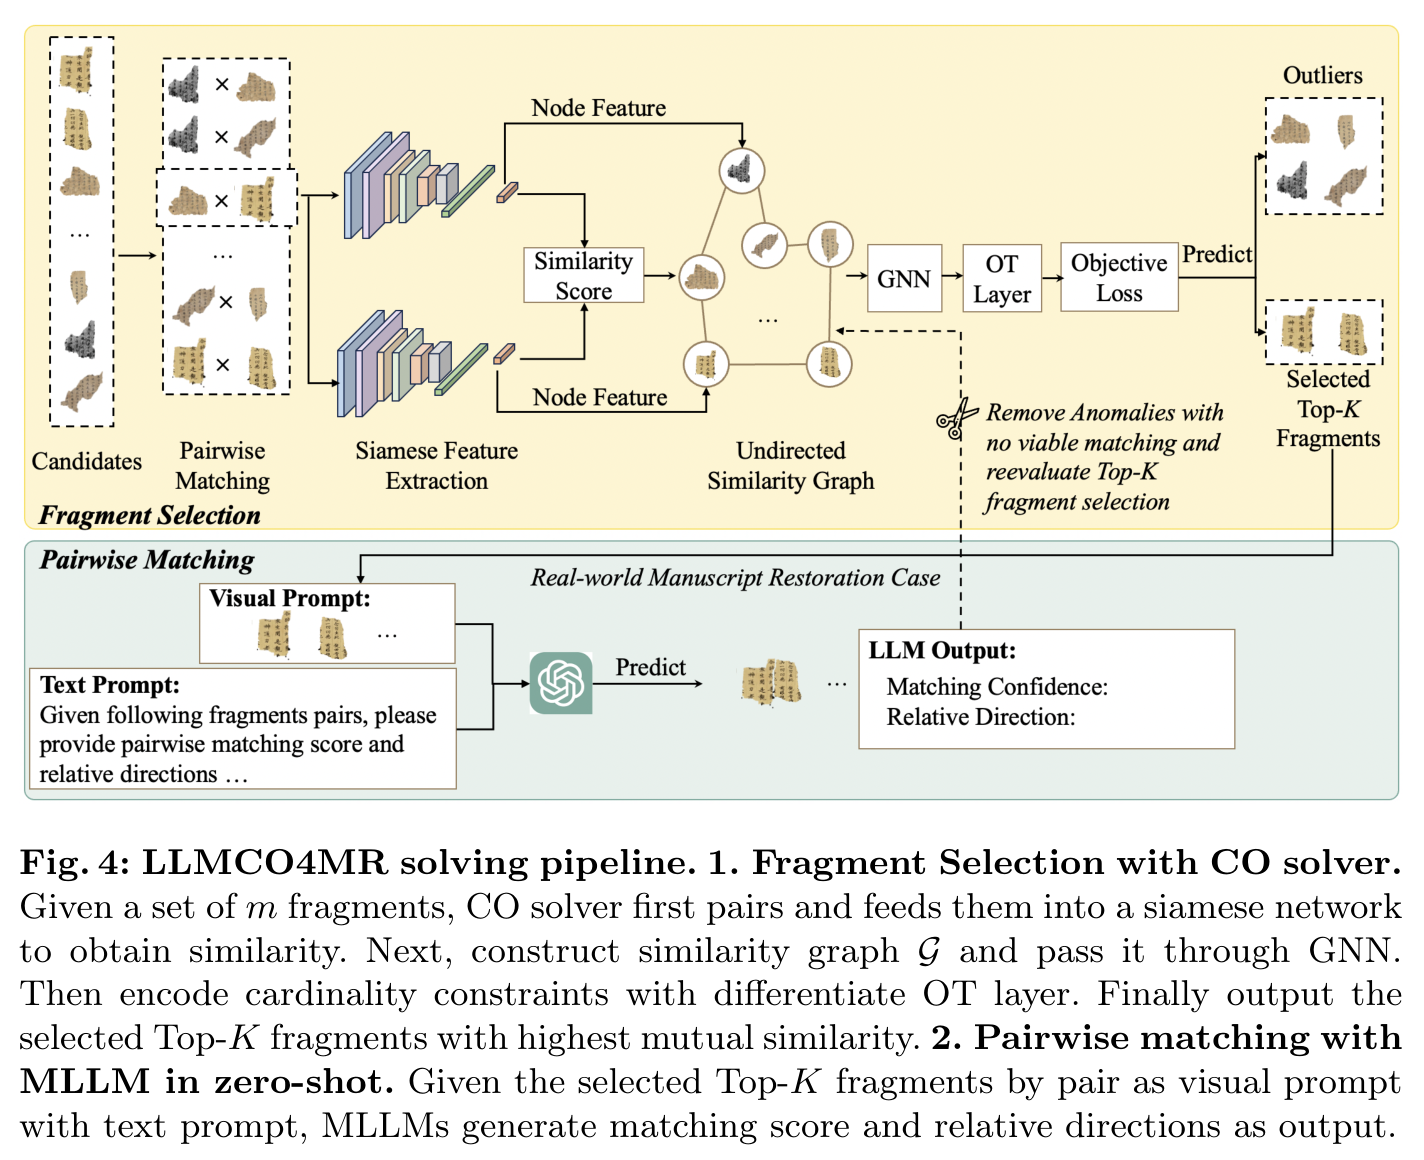 Outliers
Node Feature
×
×
×
...
×
×
...
Similarity
Score
...
GNN
OT
Layer
Objective
Loss
Predict
Node Feature
Selected
Top-K
Fragments
Candidates
Pairwise
Matching
Siamese Feature
Extraction
Undirected
Similarity Graph
Remove Anomalies with
no viable matching and
reevaluate Top-K
fragment selection
Fragment Selection
Pairwise Matching
Real-world Manuscript Restoration Case
Visual Prompt:
...
Text Prompt:
Given following fragments pairs, please
provide pairwise matching score and
relative directions …
Predict
...
LLM Output:
Matching Confidence:
Relative Direction:
Fig. 4: LLMCO4MR solving pipeline. 1. Fragment Selection with CO solver.
Given a set of m fragments, CO solver first pairs and feeds them into a siamese network
to obtain similarity. Next, construct similarity graph 𝒢 and pass it through GNN.
Then encode cardinality constraints with differentiate OT layer. Finally output the
selected Top-K fragments with highest mutual similarity. 2. Pairwise matching with
MLLM in zero-shot. Given the selected Top-K fragments by pair as visual prompt
with text prompt, MLLMs generate matching score and relative directions as output.